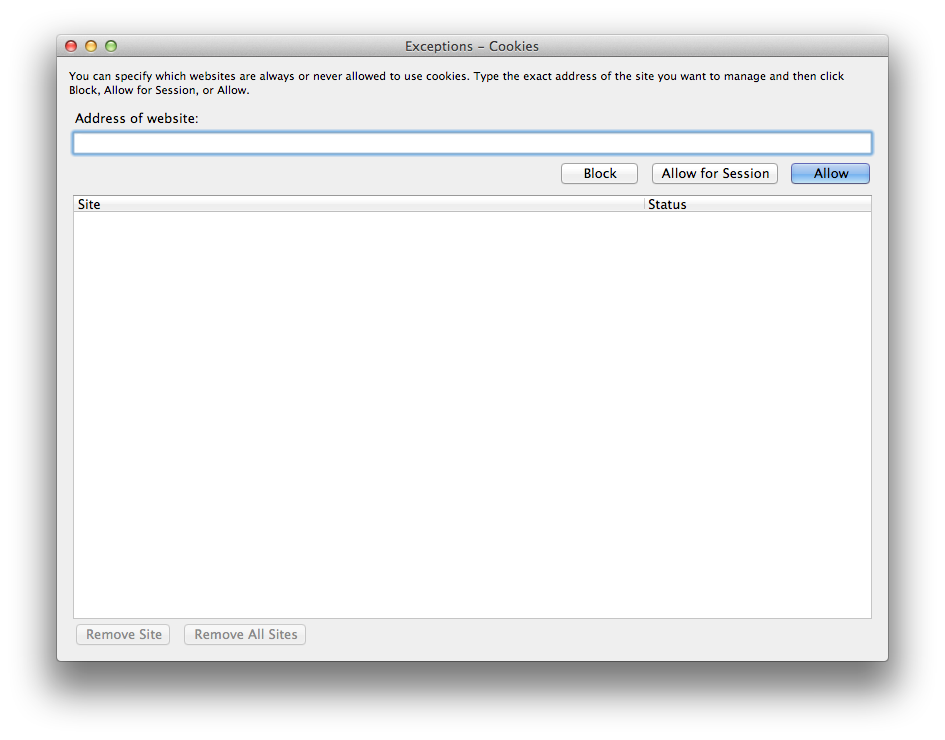 Exceptions – Cookies
You can specify which websites are always or never allowed to use cookies. Type the exact address of the site you want to manage and then click
Block, Allow for Session, or Allow.
Address of website:
Block Allow for Session Allow
Site Status
Remove Site Remove All Sites